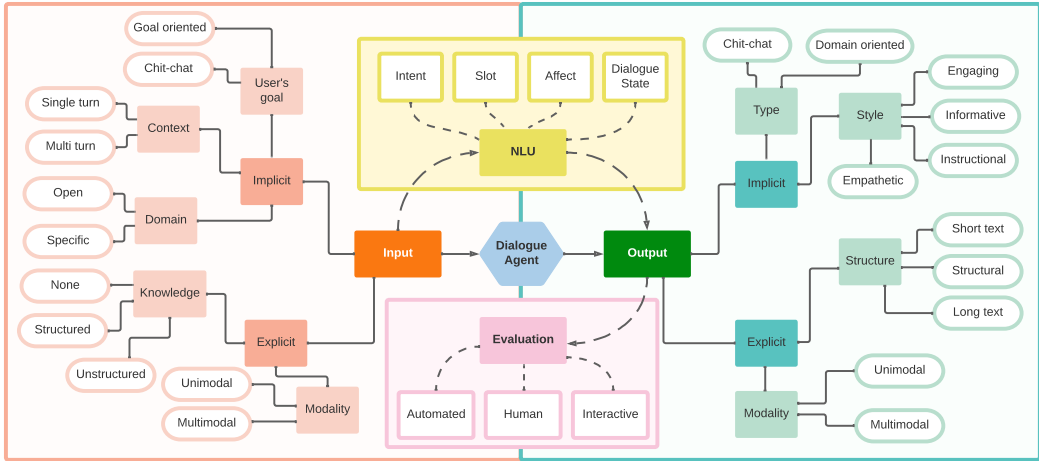 Goal oriented
Chit-chat
User's
goal
Single turn
Context
Multi turn
Implicit
Open
Domain
Specific
None
Knowledge
Structured
Unstructured
Explicit
Unimodal
Modality
Multimodal
Input
Intent
Slot
Affect
Dialogue
State
NLU
Dialogue
Agent
Output
Evaluation
Automated
Human
Interactive
Chit-chat
Domain oriented
Type
Style
Engaging
Informative
Instructional
Empathetic
Implicit
Short text
Structure
Structural
Long text
Explicit
Unimodal
Modality
Multimodal